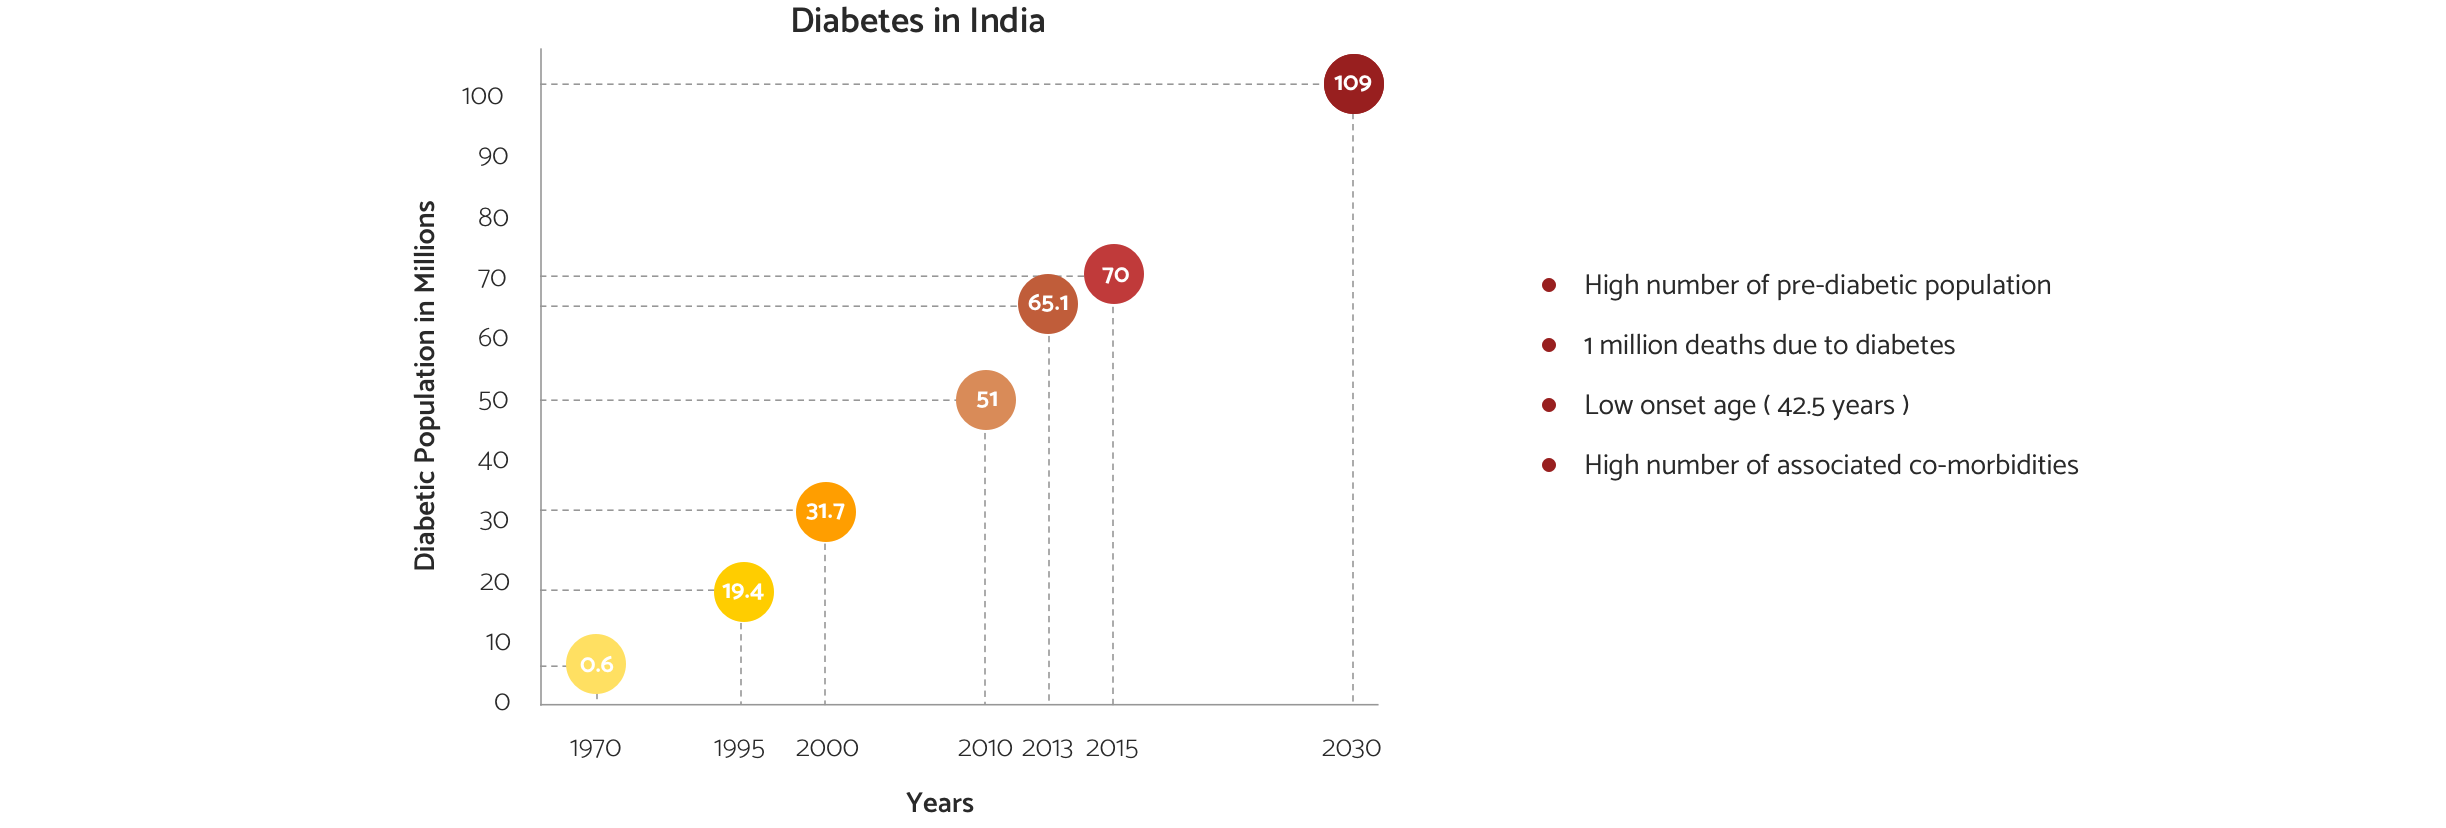 Diabetes in India
Diabetic Population in Millions
100
90
80
70
60
50
40
30
20
10
0
109
70
65.1
51
31.7
19.4
0.6
1970 1995 2000 2010 2013 2015 2030
Years
High number of pre-diabetic population
1 million deaths due to diabetes
Low onset age ( 42.5 years )
High number of associated co-morbidities